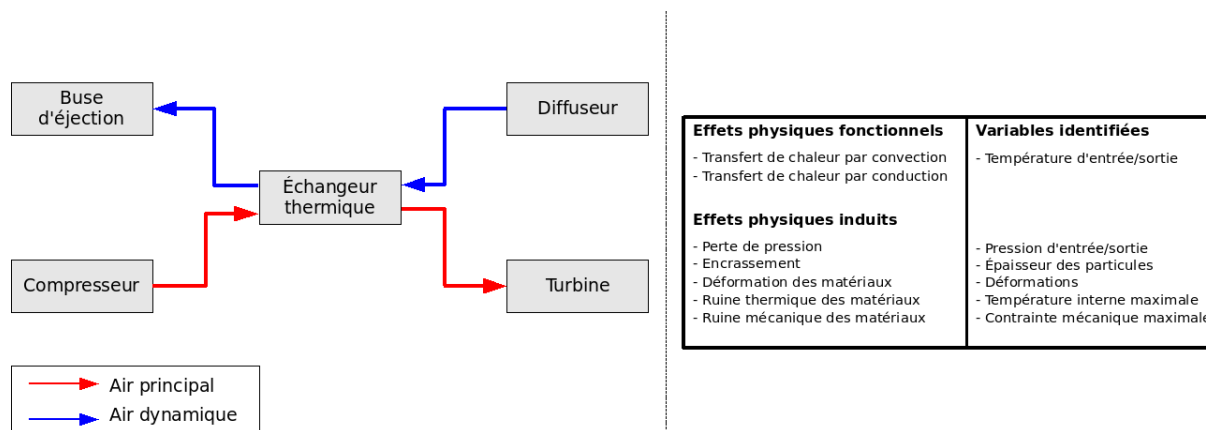 Buse
d'éjection
Diffuseur
Échangeur
thermique
Compresseur
Turbine
Air principal
Air dynamique
Effets physiques fonctionnels
- Transfert de chaleur par convection
- Transfert de chaleur par conduction
Effets physiques induits
- Perte de pression
- Encrassement
- Déformation des matériaux
- Ruine thermique des matériaux
- Ruine mécanique des matériaux
Variables identifiées
- Température d'entrée/sortie
- Pression d'entrée/sortie
- Épaisseur des particules
- Déformations
- Température interne maximale
- Contrainte mécanique maximale